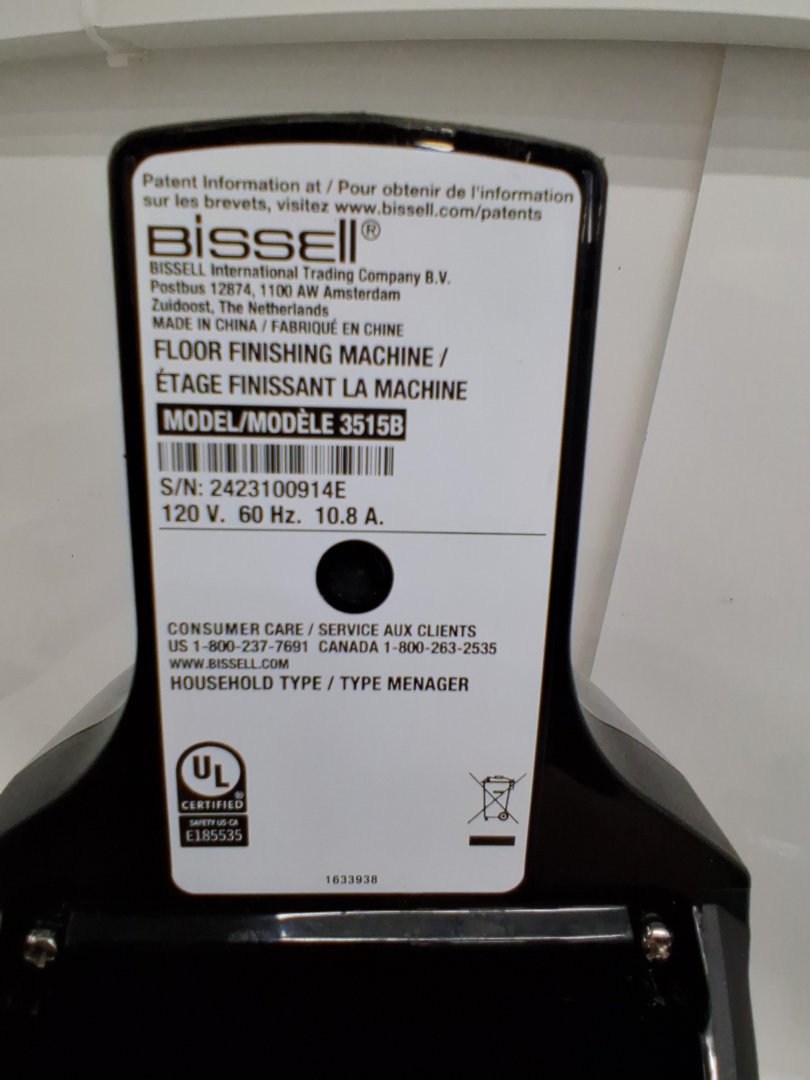 Patent Information at / Pour obtenir de l'information
sur les brevets, visitez www.bissell.com/patents
BISSELL®
BISSELL International Trading Company B.V.
Postbus 12874, 1100 AW Amsterdam
Zuidoost, The Netherlands
MADE IN CHINA / FABRIQUÉ EN CHINE
FLOOR FINISHING MACHINE /
ÉTAGE FINISSANT LA MACHINE
MODEL/MODÈLE 3515B
S/N: 2423100914E
120 V. 60 Hz. 10.8 A.
CONSUMER CARE / SERVICE AUX CLIENTS
US 1-800-237-7691 CANADA 1-800-263-2535
WWW.BISSELL.COM
HOUSEHOLD TYPE / TYPE MENAGER
UL®
CERTIFIED
SAFETY US-CA
E185535
1633938